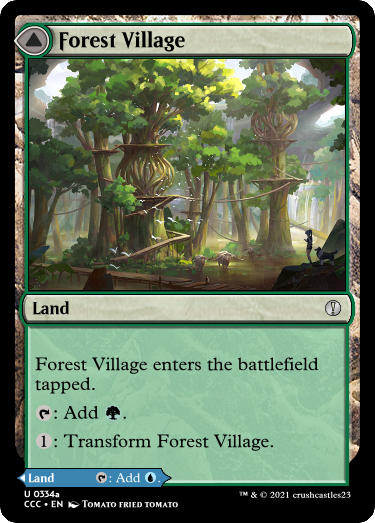 Forest Village
Land
Forest Village enters the battlefield
tapped.
: Add .
1: Transform Forest Village.
Land : Add .
U 0334a
CCC • EN Tomato fried tomato
™ & © 2021 crushcastles23